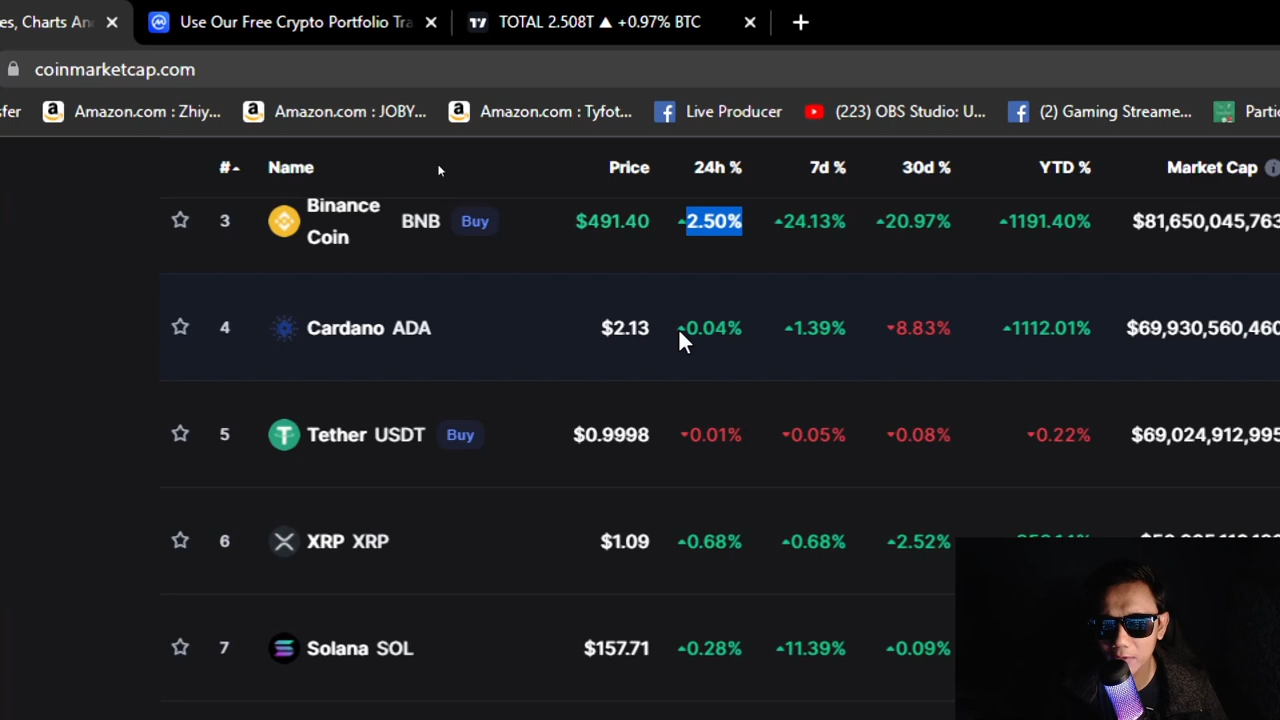 es, Charts An
Use Our Free Crypto Portfolio Tra
TOTAL 2.508T ▲ +0.97% BTC
coinmarketcap.com
sfer
Amazon.com : Zhiy...
Amazon.com : JOBY...
Amazon.com : Tyfot...
Live Producer
(223) OBS Studio: U...
(2) Gaming Streame...
Partic
# Name Price 24h % 7d % 30d % YTD % Market Cap
3 Binance Coin BNB Buy $491.40 2.50% 24.13% 20.97% 1191.40% $81,650,045,763
4 Cardano ADA $2.13 0.04% 1.39% 8.83% 1112.01% $69,930,560,460
5 Tether USDT Buy $0.9998 0.01% 0.05% 0.08% 0.22% $69,024,912,995
6 XRP XRP $1.09 0.68% 0.68% 2.52%
7 Solana SOL $157.71 0.28% 11.39% 0.09%